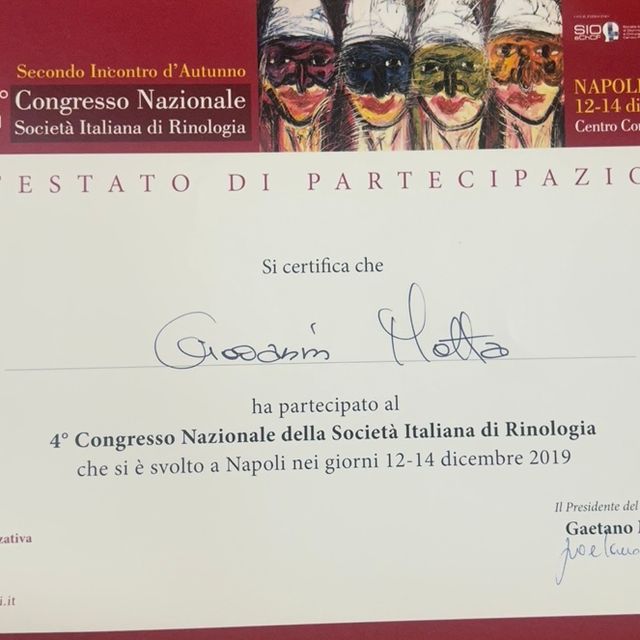 Secondo Incontro d'Autunno
Congresso Nazionale
Società Italiana di Rinologia
SIO
NAPOLI
12-14 di
Centro Co
ESTATO DI PARTECIPAZIO
Si certifica che
Giovanni Motta
ha partecipato al
4° Congresso Nazionale della Società Italiana di Rinologia
che si è svolto a Napoli nei giorni 12-14 dicembre 2019
Il Presidente del
Gaetano
Gaetano
zativa
i.it